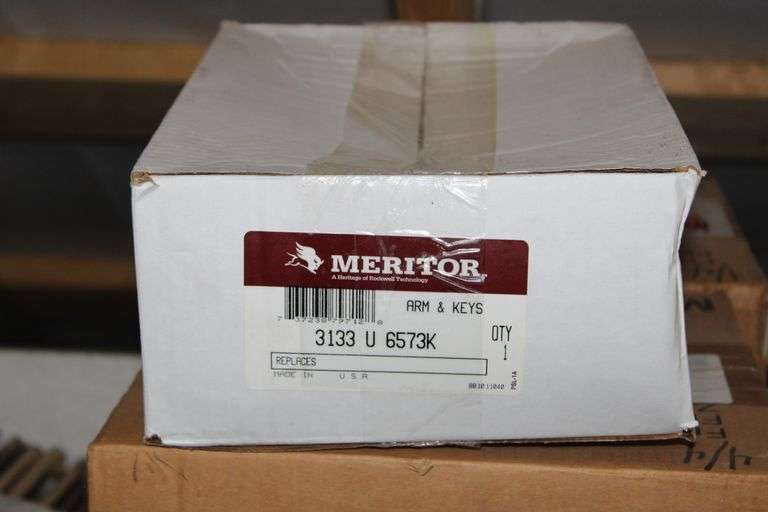 MERITOR
A Heritage of Rockwell Technology
ARM & KEYS
3133 U 6573K
QTY
1
REPLACES
MADE IN U S A